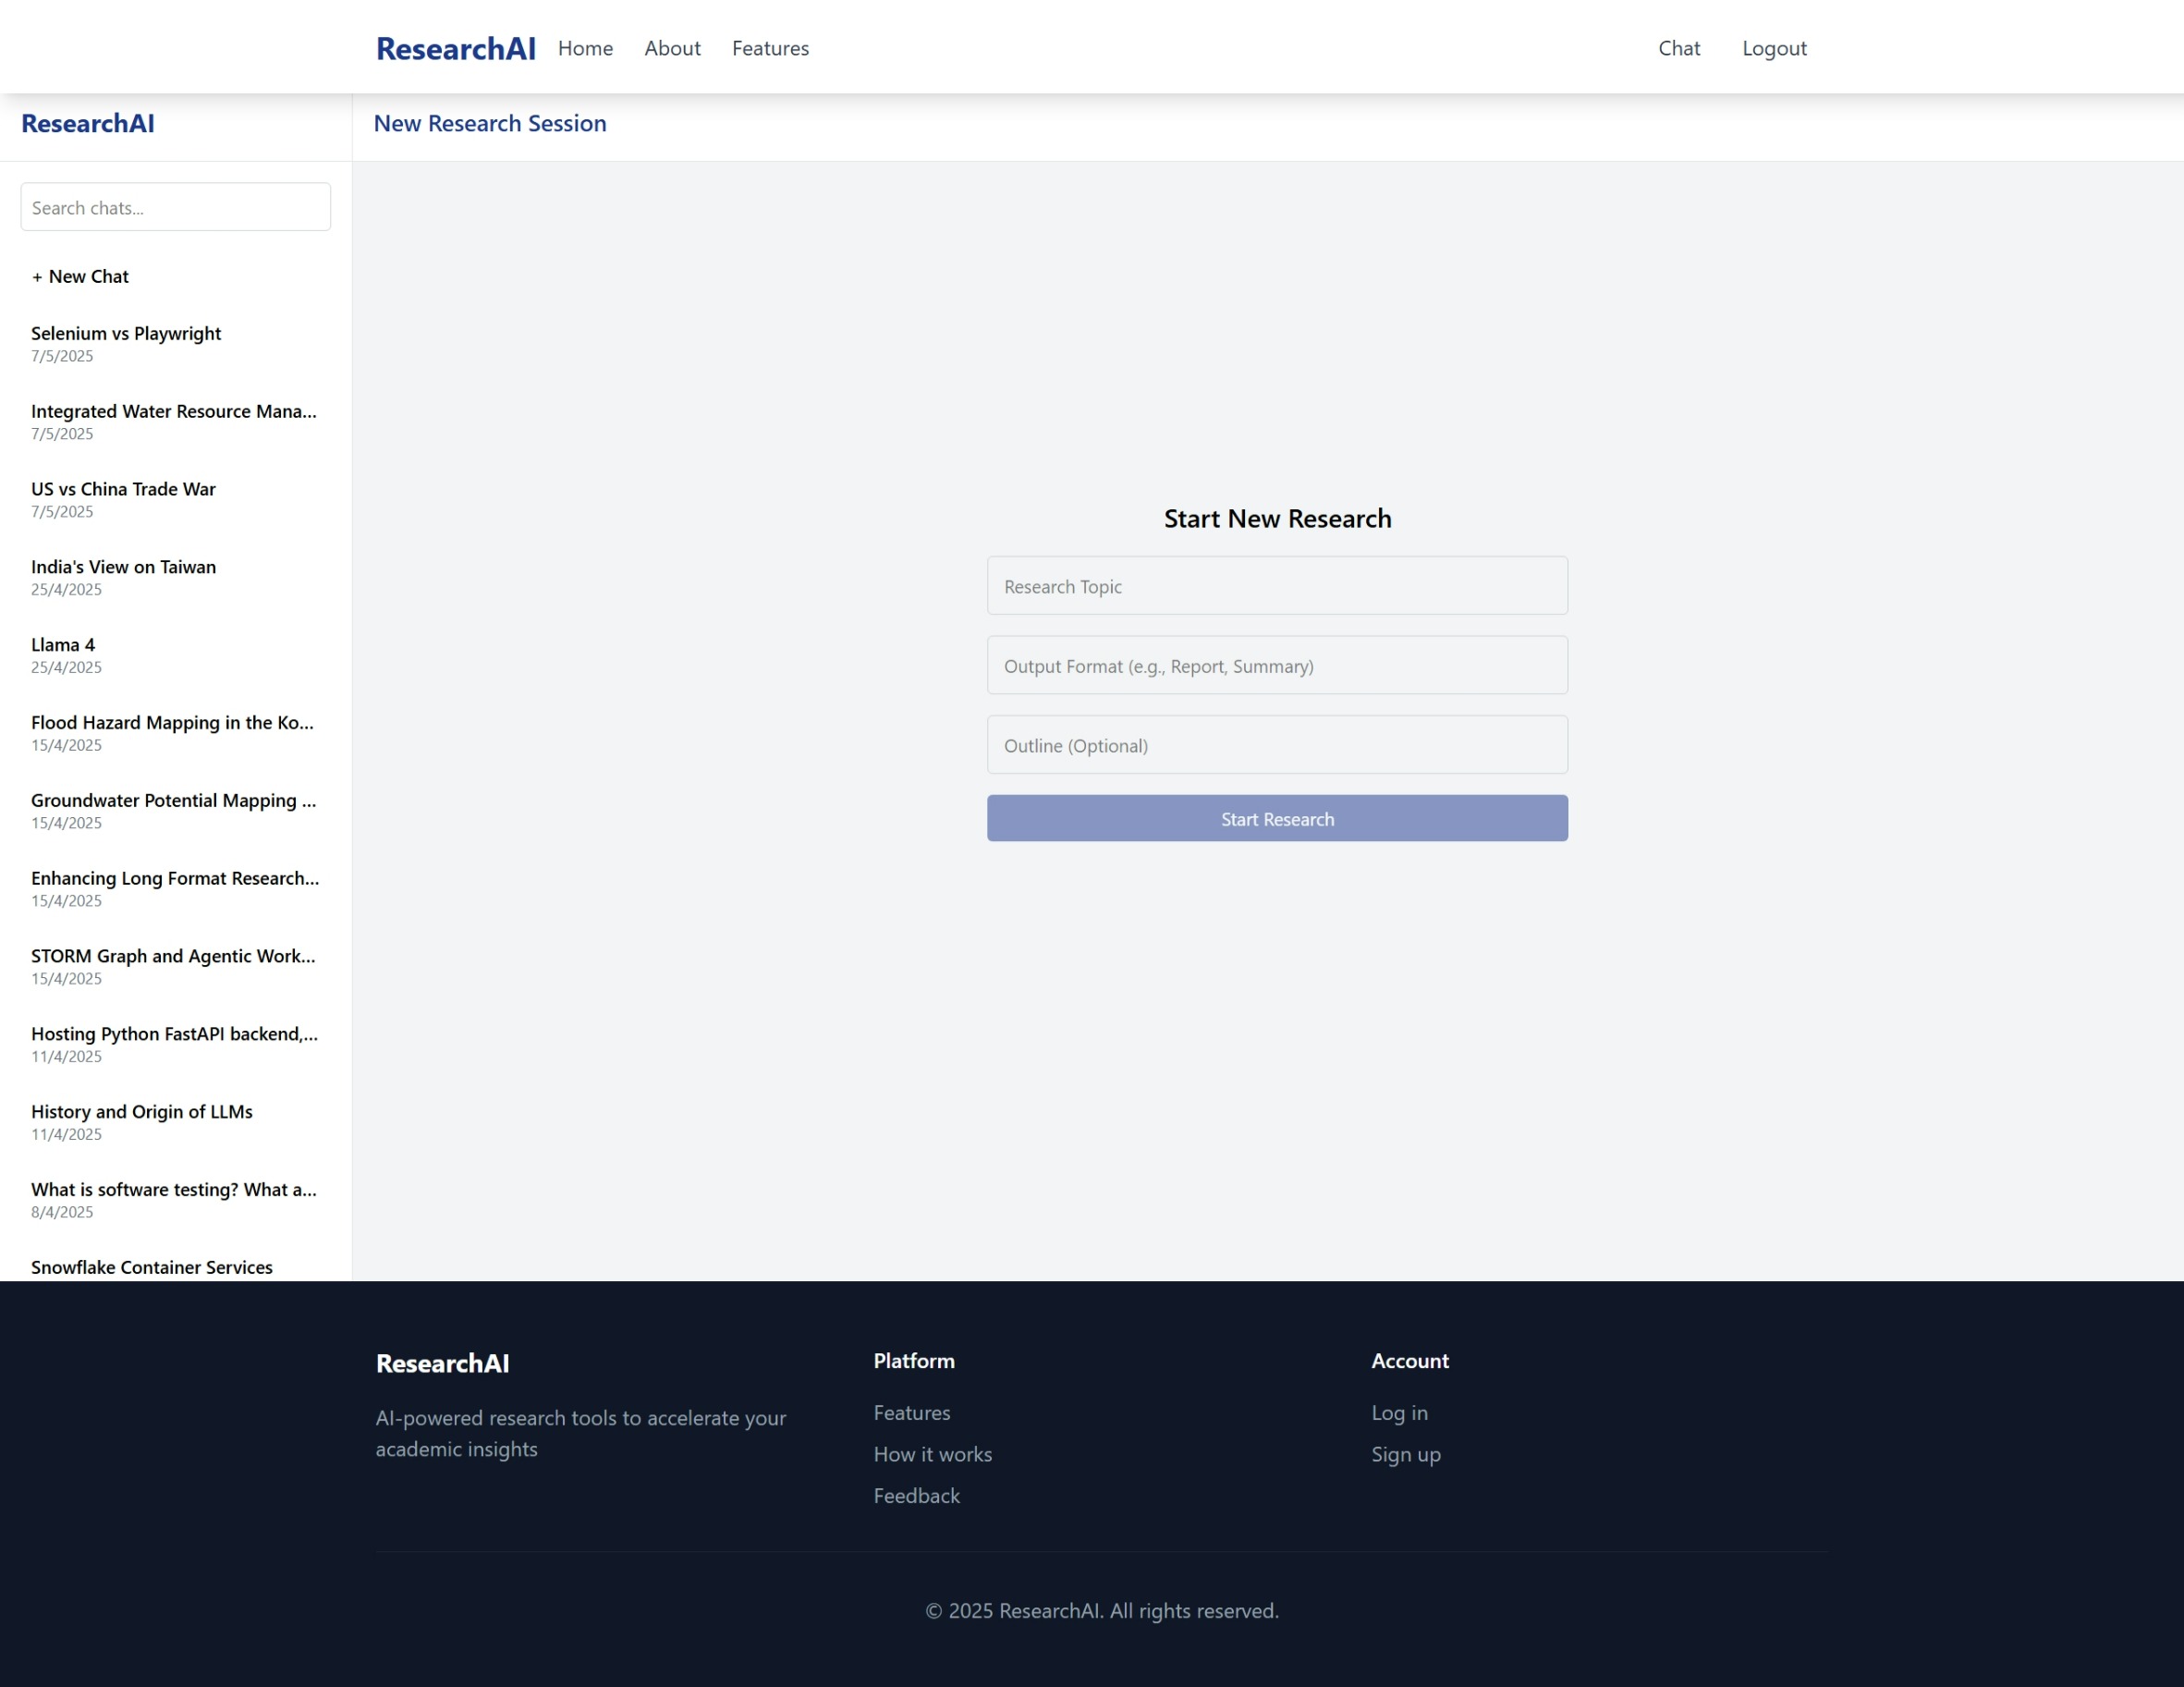 ResearchAI Home About Features Chat Logout
ResearchAI
New Research Session
Search chats...
+ New Chat
Selenium vs Playwright
7/5/2025
Integrated Water Resource Mana...
7/5/2025
US vs China Trade War
7/5/2025
India's View on Taiwan
25/4/2025
Llama 4
25/4/2025
Flood Hazard Mapping in the Ko...
15/4/2025
Groundwater Potential Mapping ...
15/4/2025
Enhancing Long Format Research...
15/4/2025
STORM Graph and Agentic Work...
15/4/2025
Hosting Python FastAPI backend,...
11/4/2025
History and Origin of LLMs
11/4/2025
What is software testing? What a...
8/4/2025
Snowflake Container Services
Start New Research
Research Topic
Output Format (e.g., Report, Summary)
Outline (Optional)
Start Research
ResearchAI
AI-powered research tools to accelerate your
academic insights
Platform
Features
How it works
Feedback
Account
Log in
Sign up
© 2025 ResearchAI. All rights reserved.